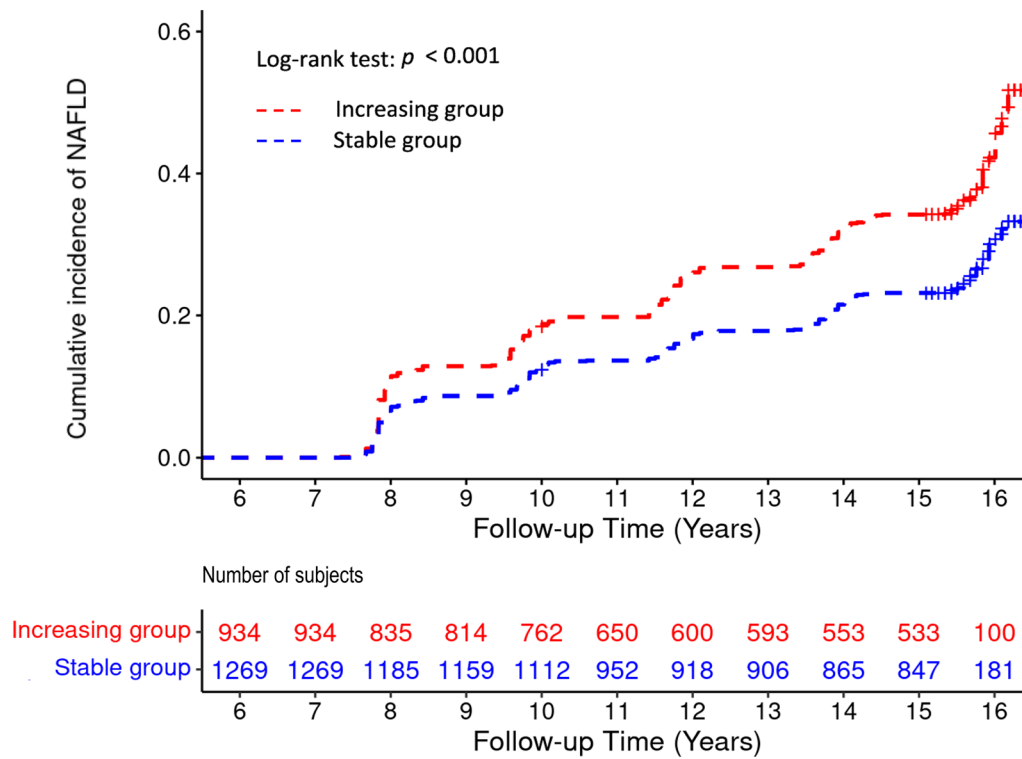 0.6
Log-rank test: p < 0.001
Increasing group
Stable group
Cumulative incidence of NAFLD
0.4
0.2
0.0
6 7 8 9 10 11 12 13 14 15 16
Follow-up Time (Years)
Number of subjects
Increasing group 934 934 835 814 762 650 600 593 553 533 100
Stable group 1269 1269 1185 1159 1112 952 918 906 865 847 181
6 7 8 9 10 11 12 13 14 15 16
Follow-up Time (Years)